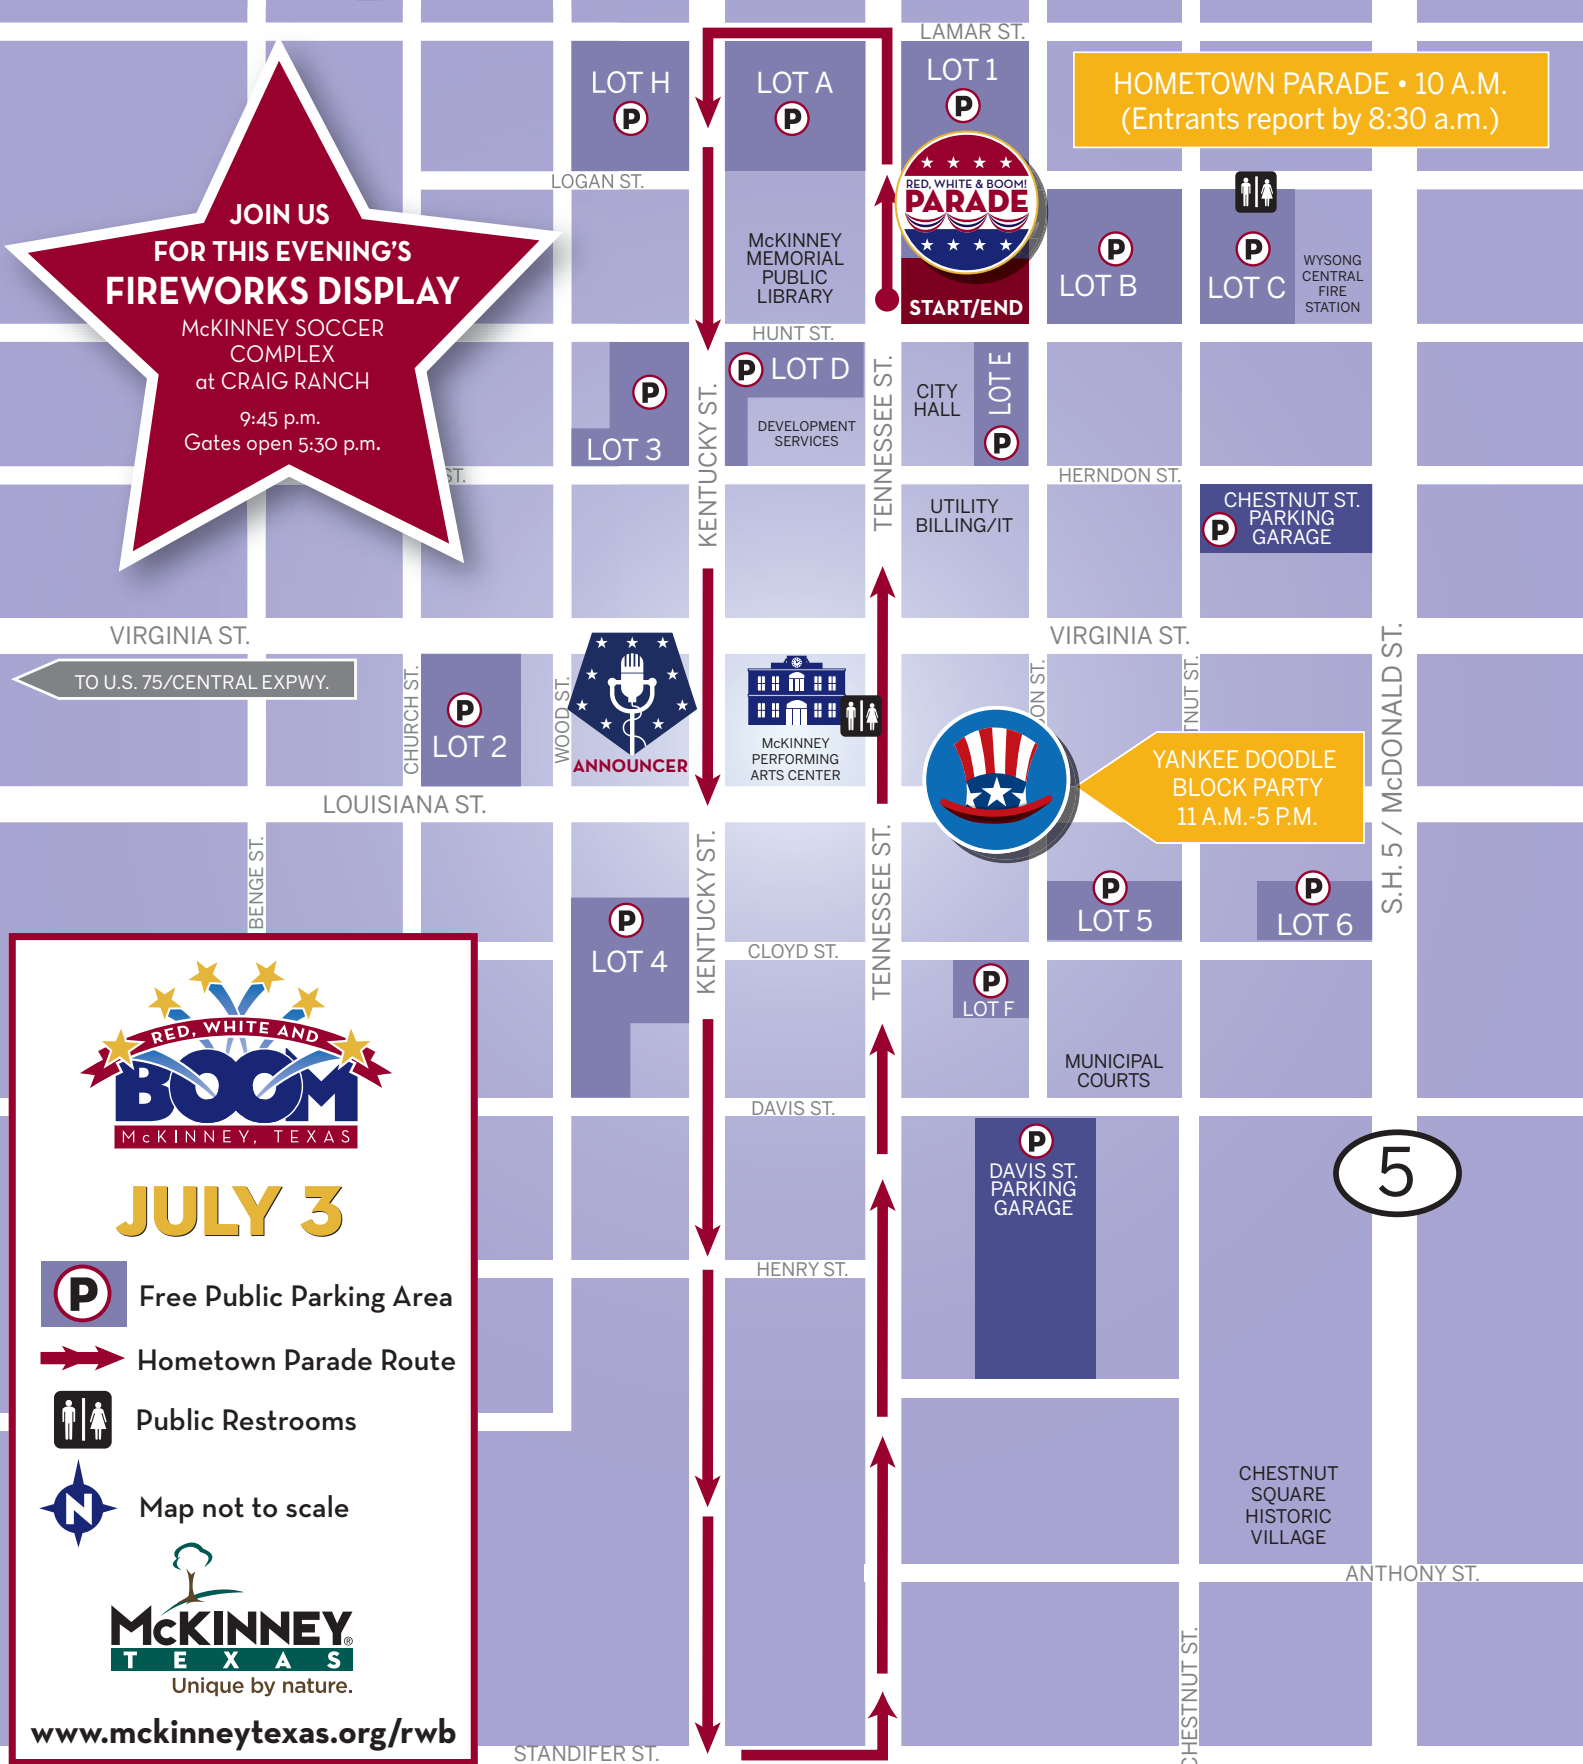 LAMAR ST.
LOT H
P
LOT A
P
LOT 1
P
HOMETOWN PARADE • 10 A.M.
(Entrants report by 8:30 a.m.)
JOIN US
FOR THIS EVENING'S
FIREWORKS DISPLAY
McKINNEY SOCCER
COMPLEX
at CRAIG RANCH
9:45 p.m.
Gates open 5:30 p.m.
LOGAN ST.
RED, WHITE & BOOM!
PARADE
START/END
McKINNEY
MEMORIAL
PUBLIC
LIBRARY
P
LOT B
P
LOT C
WYSONG
CENTRAL
FIRE
STATION
HUNT ST.
P
LOT 3
KENTUCKY ST.
P LOT D
DEVELOPMENT
SERVICES
TENNESSEE ST.
CITY
HALL
LOT E
P
ST.
HERNDON ST.
UTILITY
BILLING/IT
CHESTNUT ST.
P PARKING
GARAGE
VIRGINIA ST.
VIRGINIA ST.
TO U.S. 75/CENTRAL EXPWY.
CHURCH ST.
P
LOT 2
WOOD ST.
ANNOUNCER
McKINNEY
PERFORMING
ARTS CENTER
ON ST.
TNUT ST.
S.H. 5 / McDONALD ST.
YANKEE DOODLE
BLOCK PARTY
11 A.M.-5 P.M.
LOUISIANA ST.
BENGE ST.
KENTUCKY ST.
TENNESSEE ST.
P
LOT 4
P
LOT 5
P
LOT 6
CLOYD ST.
P
LOT F
MUNICIPAL
COURTS
DAVIS ST.
P
DAVIS ST.
PARKING
GARAGE
5
HENRY ST.
CHESTNUT
SQUARE
HISTORIC
VILLAGE
ANTHONY ST.
CHESTNUT ST.
STANDIFER ST.
RED, WHITE AND
BOOM
McKINNEY, TEXAS
JULY 3
P Free Public Parking Area
Hometown Parade Route
Public Restrooms
N Map not to scale
McKINNEY®
TEXAS
Unique by nature.
www.mckinneytexas.org/rwb